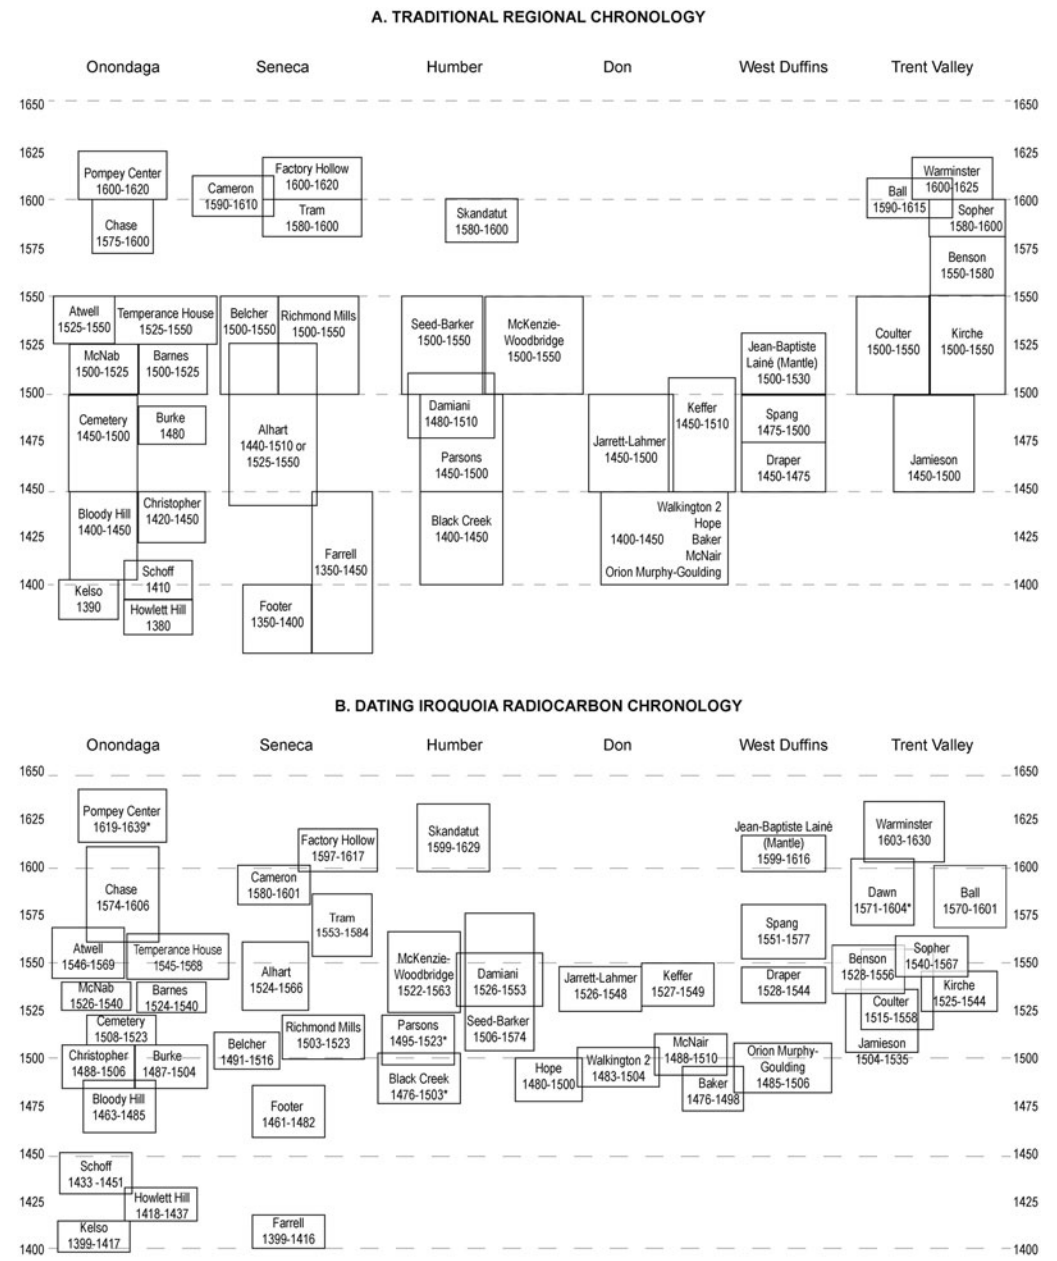 A. TRADITIONAL REGIONAL CHRONOLOGY
Onondaga Seneca Humber Don West Duffins Trent Valley
1650 1650
1625 1625
1600 1600
1575 1575
1550 1550
1525 1525
1500 1500
1475 1475
1450 1450
1425 1425
1400 1400
Pompey Center
1600-1620
Chase
1575-1600
Atwell
1525-1550
Temperance House
1525-1550
McNab
1500-1525
Barnes
1500-1525
Cemetery
1450-1500
Burke
1480
Bloody Hill
1400-1450
Christopher
1420-1450
Schoff
1410
Kelso
1390
Howlett Hill
1380
Cameron
1590-1610
Factory Hollow
1600-1620
Tram
1580-1600
Belcher
1500-1550
Richmond Mills
1500-1550
Alhart
1440-1510 or
1525-1550
Farrell
1350-1450
Footer
1350-1400
Skandatut
1580-1600
Seed-Barker
1500-1550
McKenzie-
Woodbridge
1500-1550
Damiani
1480-1510
Parsons
1450-1500
Black Creek
1400-1450
Jarrett-Lahmer
1450-1500
Keffer
1450-1510
Walkington 2
Hope
1400-1450 Baker
McNair
Orion Murphy-Goulding
Jean-Baptiste
Lainé (Mantle)
1500-1530
Spang
1475-1500
Draper
1450-1475
Warminster
1600-1625
Ball
1590-1615
Sopher
1580-1600
Benson
1550-1580
Coulter
1500-1550
Kirche
1500-1550
Jamieson
1450-1500
B. DATING IROQUOIA RADIOCARBON CHRONOLOGY
Onondaga Seneca Humber Don West Duffins Trent Valley
1650 1650
1625 1625
1600 1600
1575 1575
1550 1550
1525 1525
1500 1500
1475 1475
1450 1450
1425 1425
1400 1400
Pompey Center
1619-1639*
Chase
1574-1606
Atwell
1546-1569
Temperance House
1545-1568
McNab
1526-1540
Barnes
1524-1540
Cemetery
1508-1523
Christopher
1488-1506
Burke
1487-1504
Bloody Hill
1463-1485
Schoff
1433 -1451
Howlett Hill
1418-1437
Kelso
1399-1417
Factory Hollow
1597-1617
Cameron
1580-1601
Tram
1553-1584
Alhart
1524-1566
Richmond Mills
1503-1523
Belcher
1491-1516
Footer
1461-1482
Farrell
1399-1416
Skandatut
1599-1629
McKenzie-
Woodbridge
1522-1563
Damiani
1526-1553
Parsons
1495-1523*
Seed-Barker
1506-1574
Black Creek
1476-1503*
Jarrett-Lahmer
1526-1548
Keffer
1527-1549
Hope
1480-1500
Walkington 2
1483-1504
McNair
1488-1510
Baker
1476-1498
Orion Murphy-
Goulding
1485-1506
Jean-Baptiste Lainé
(Mantle)
1599-1616
Spang
1551-1577
Draper
1528-1544
Warminster
1603-1630
Dawn
1571-1604*
Ball
1570-1601
Benson
1528-1556
Sopher
1540-1567
Kirche
1525-1544
Coulter
1515-1558
Jamieson
1504-1535